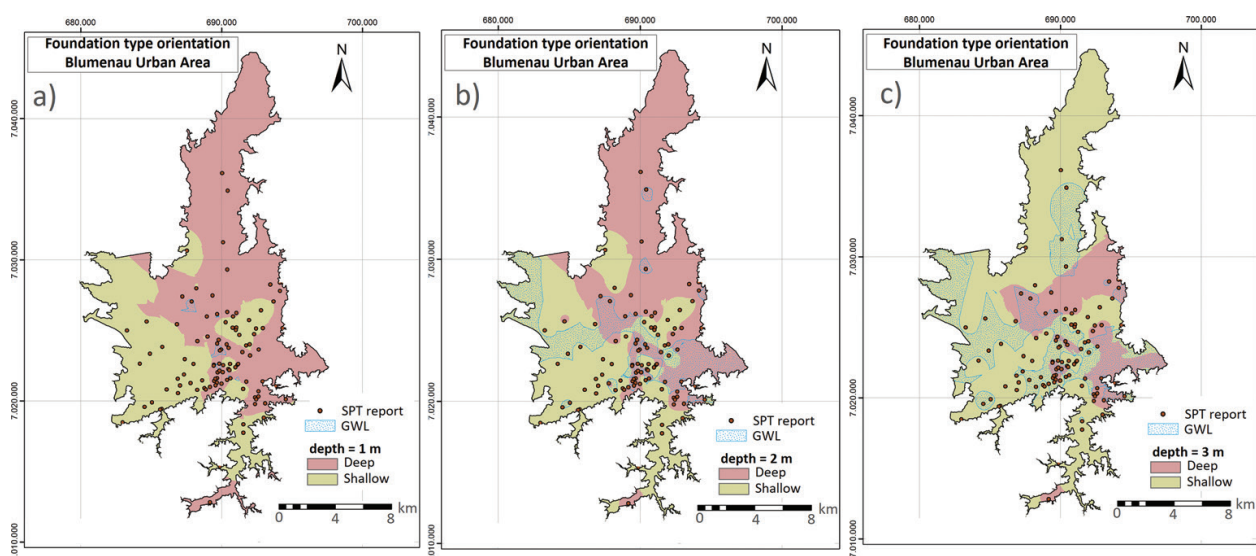 680.000 690.000 700.000
Foundation type orientation
Blumenau Urban Area
N
a)
7.040.000
7.030.000
7.020.000
.010.000
SPT report
GWL
depth = 1 m
Deep
Shallow
0 4 8 km
680.000 690.000 700.000
Foundation type orientation
Blumenau Urban Area
N
b)
7.040.000
7.030.000
7.020.000
.010.000
SPT report
GWL
depth = 2 m
Deep
Shallow
0 4 8 km
680.000 690.000 700.000
Foundation type orientation
Blumenau Urban Area
N
c)
7.040.000
7.030.000
7.020.000
7.010.000
SPT report
GWL
depth = 3 m
Deep
Shallow
0 4 8 km